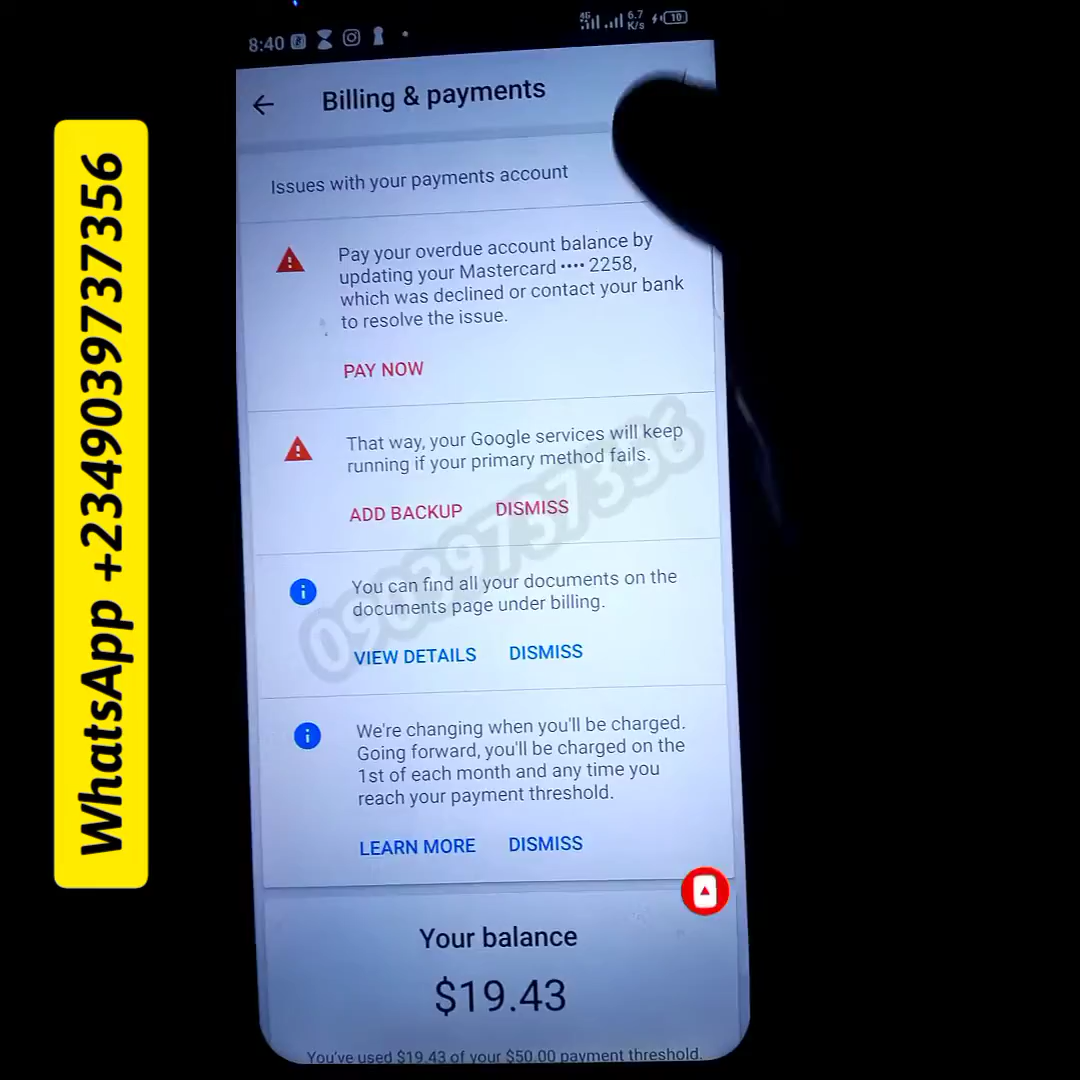 WhatsApp +2349039737356
8:40
4G
6.7
K/s
10
Billing & payments
Issues with your payments account
Pay your overdue account balance by
updating your Mastercard •••• 2258,
which was declined or contact your bank
to resolve the issue.
PAY NOW
That way, your Google services will keep
running if your primary method fails.
ADD BACKUP DISMISS
09039737356
You can find all your documents on the
documents page under billing.
VIEW DETAILS DISMISS
We're changing when you'll be charged.
Going forward, you'll be charged on the
1st of each month and any time you
reach your payment threshold.
LEARN MORE DISMISS
Your balance
$19.43
You've used $19.43 of your $50.00 payment threshold.